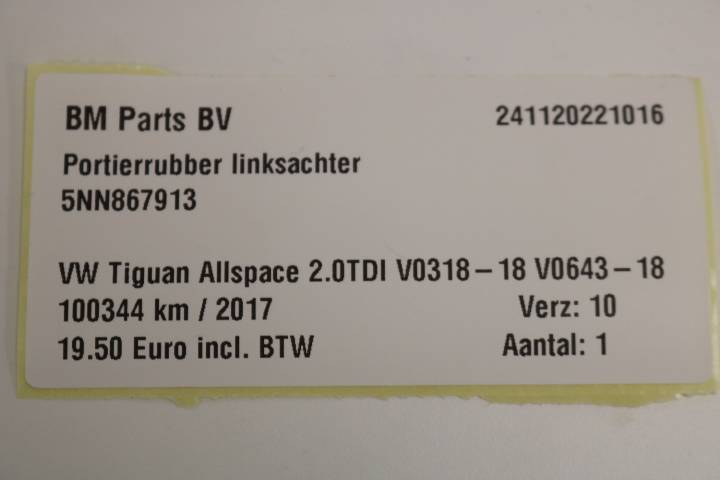 BM Parts BV 241120221016
Portierrubber linksachter
5NN867913
VW Tiguan Allspace 2.0TDI V0318-18 V0643-18
100344 km / 2017 Verz: 10
19.50 Euro incl. BTW Aantal: 1